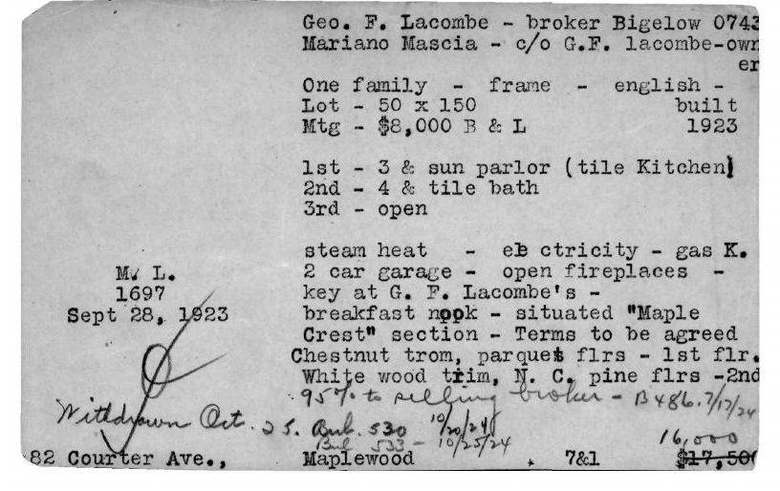 Geo. F. Lacombe - broker Bigelow 0743
Mariano Mascia - c/o G.F. lacombe-own
er
One family - frame - english -
Lot - 50 x 150 built
Mtg - $8,000 B & L 1923
1st - 3 & sun parlor (tile Kitchen)
2nd - 4 & tile bath
3rd - open
steam heat - electricity - gas K.
2 car garage - open fireplaces -
key at G. F. Lacombe's -
breakfast nook - situated "Maple
Crest" section - Terms to be agreed
Chestnut trom, parquet flrs - 1st flr.
White wood trim, N. C. pine flrs -2nd
M. L.
1697
Sept 28, 1923
95% to selling broker - B486. 7/17/24
Withdrawn Oct. 25. Bul. 530 10/20/24
Bul 533 - 10/25/24
16,000
82 Courter Ave., Maplewood 7&1 $17,500